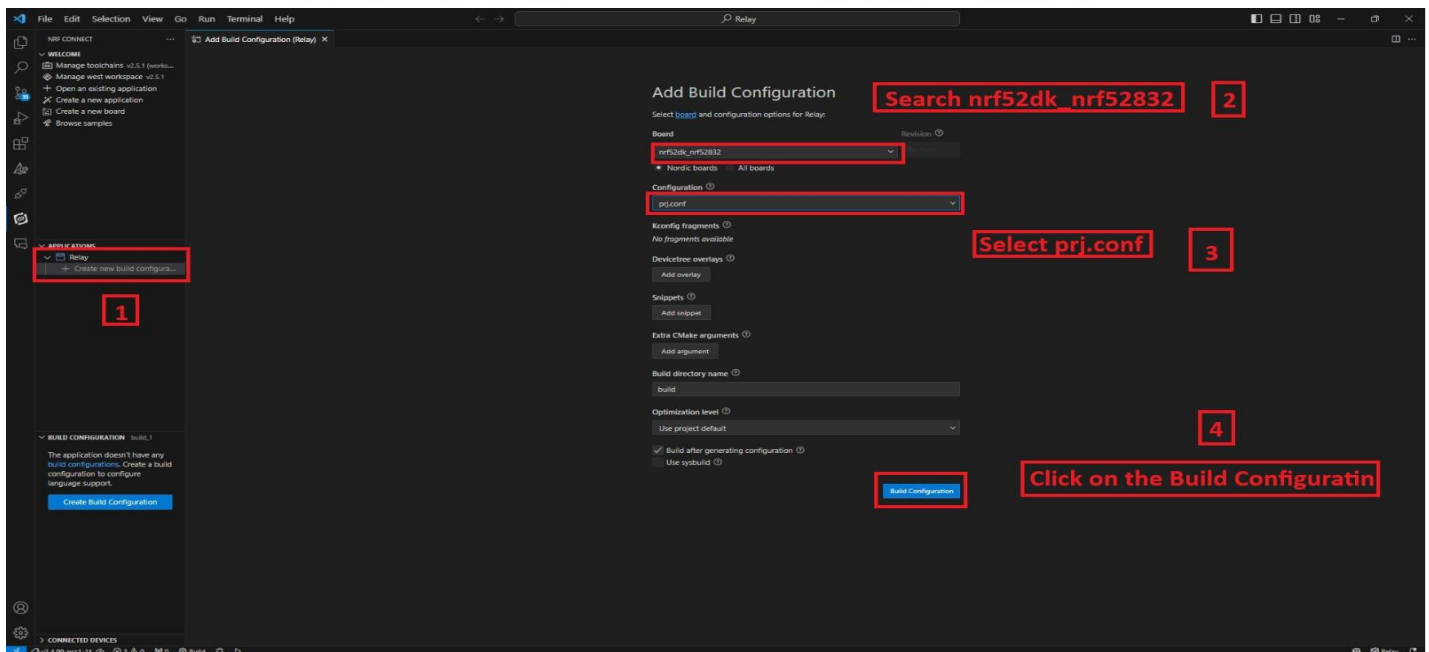 File Edit Selection View Go Run Terminal Help
Relay
NRF CONNECT
Add Build Configuration (Relay)
WELCOME
Manage toolchains v2.5.1 (works...
Manage west workspace v2.5.1
Open an existing application
Create a new application
Create a new board
Browse samples
Add Build Configuration
Search nrf52dk_nrf52832
2
Select board and configuration options for Relay:
Board
Revision
nrf52dk_nrf52832
Nordic boards
All boards
Configuration
prj.conf
Kconfig fragments
No fragments available
Select prj.conf
3
APPLICATIONS
Relay
Create new build configura...
1
Devicetree overlays
Add overlay
Snippets
Add snippet
Extra CMake arguments
Add argument
Build directory name
build
Optimization level
Use project default
4
BUILD CONFIGURATION build_1
The application doesn't have any
build configurations. Create a build
configuration to configure
language support.
Create Build Configuration
Build after generating configuration
Use sysbuild
Build Configuration
Click on the Build Configuratin
CONNECTED DEVICES
Build
Relay